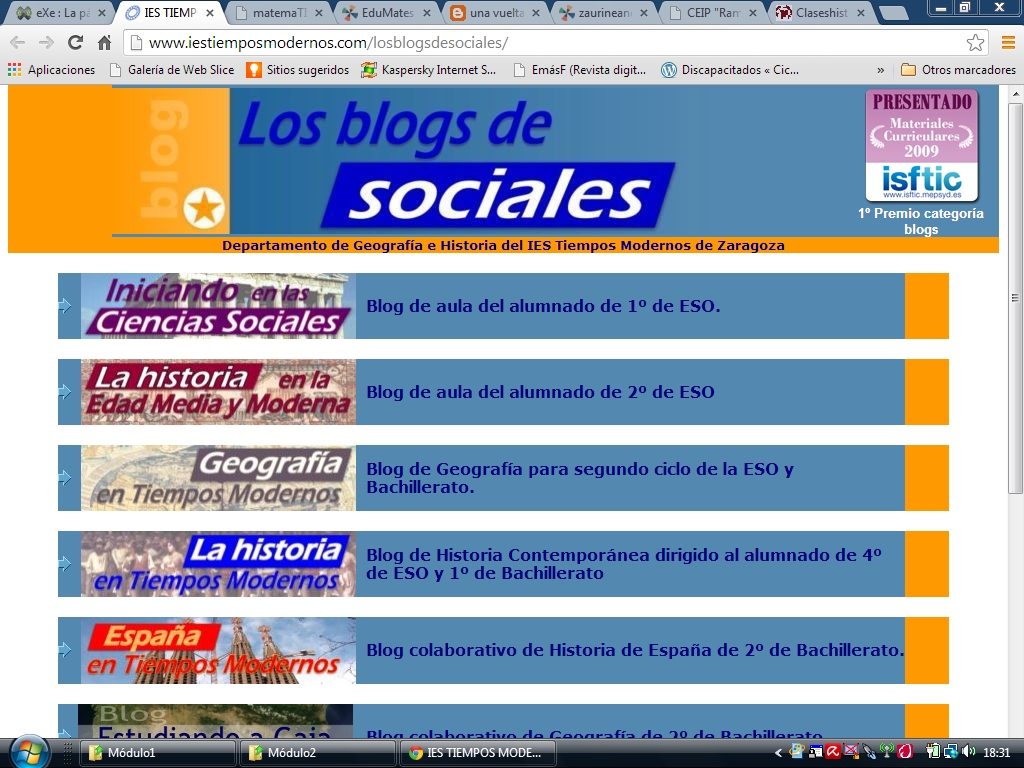 eXe : La pá
IES TIEMP
matemaTI
EduMates
una vuelta
zaurinean
CEIP "Ram
Claseshist
www.iestiemposmodernos.com/losblogsdesociales/
Aplicaciones
Galería de Web Slice
Sitios sugeridos
Kaspersky Internet S...
EmásF (Revista digit...
Discapacitados « Cic...
»
Otros marcadores
blog
Los blogs de
sociales
PRESENTADO
Materiales
Curriculares
2009
isftic
www.isftic.mepsyd.es
1º Premio categoría
blogs
Departamento de Geografía e Historia del IES Tiempos Modernos de Zaragoza
Iniciando en las
Ciencias Sociales
Blog de aula del alumnado de 1º de ESO.
La historia en la
Edad Media y Moderna
Blog de aula del alumnado de 2º de ESO
Geografía
en Tiempos Modernos
Blog de Geografía para segundo ciclo de la ESO y
Bachillerato.
La historia
en Tiempos Modernos
Blog de Historia Contemporánea dirigido al alumnado de 4º
de ESO y 1º de Bachillerato
España
en Tiempos Modernos
Blog colaborativo de Historia de España de 2º de Bachillerato.
Blog
Estudiando a Gaia
Blog colaborativo de Geografía de 2º de Bachillerato
Módulo1
Módulo2
IES TIEMPOS MODE...
18:31